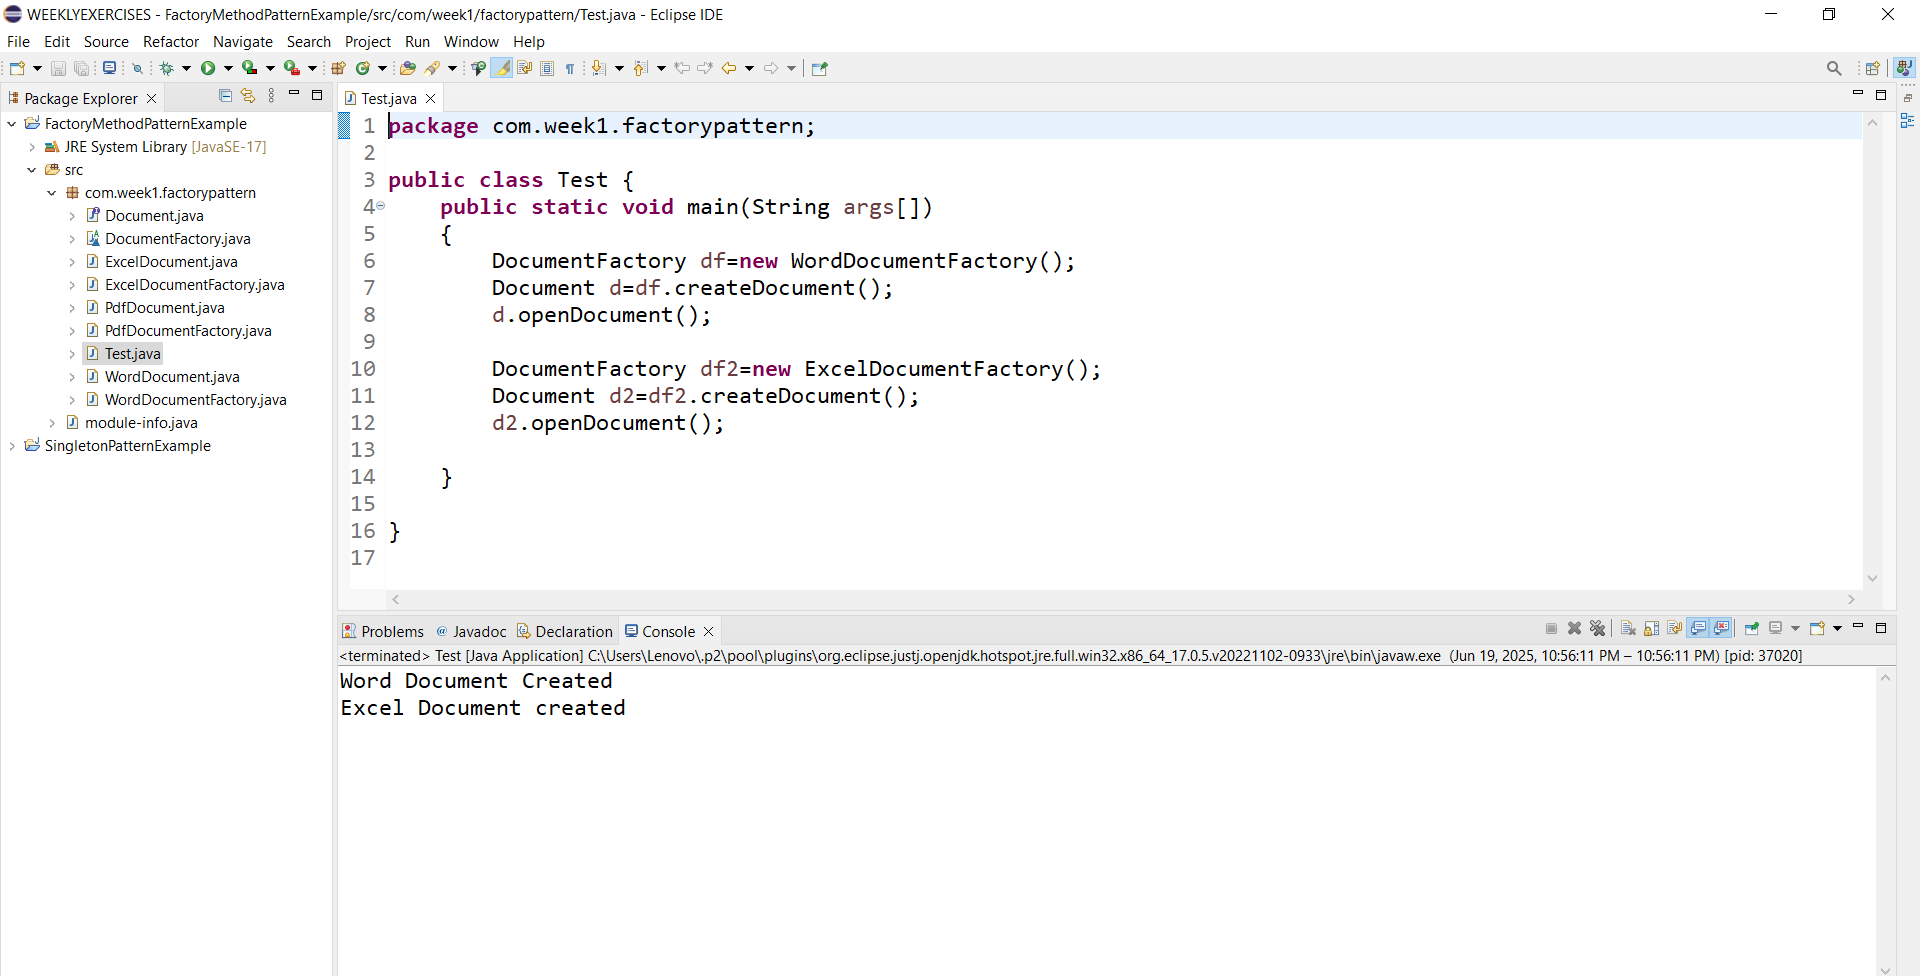 WEEKLYEXERCISES - FactoryMethodPatternExample/src/com/week1/factorypattern/Test.java - Eclipse IDE
File Edit Source Refactor Navigate Search Project Run Window Help
Package Explorer
FactoryMethodPatternExample
JRE System Library [JavaSE-17]
src
com.week1.factorypattern
Document.java
DocumentFactory.java
ExcelDocument.java
ExcelDocumentFactory.java
PdfDocument.java
PdfDocumentFactory.java
Test.java
WordDocument.java
WordDocumentFactory.java
module-info.java
SingletonPatternExample
Test.java
1 package com.week1.factorypattern;
2
3 public class Test {
4 public static void main(String args[])
5 {
6 DocumentFactory df=new WordDocumentFactory();
7 Document d=df.createDocument();
8 d.openDocument();
9
10 DocumentFactory df2=new ExcelDocumentFactory();
11 Document d2=df2.createDocument();
12 d2.openDocument();
13
14 }
15
16 }
17
Problems @ Javadoc Declaration Console
<terminated> Test [Java Application] C:\Users\Lenovo\.p2\pool\plugins\org.eclipse.justj.openjdk.hotspot.jre.full.win32.x86_64_17.0.5.v20221102-0933\jre\bin\javaw.exe (Jun 19, 2025, 10:56:11 PM – 10:56:11 PM) [pid: 37020]
Word Document Created
Excel Document created